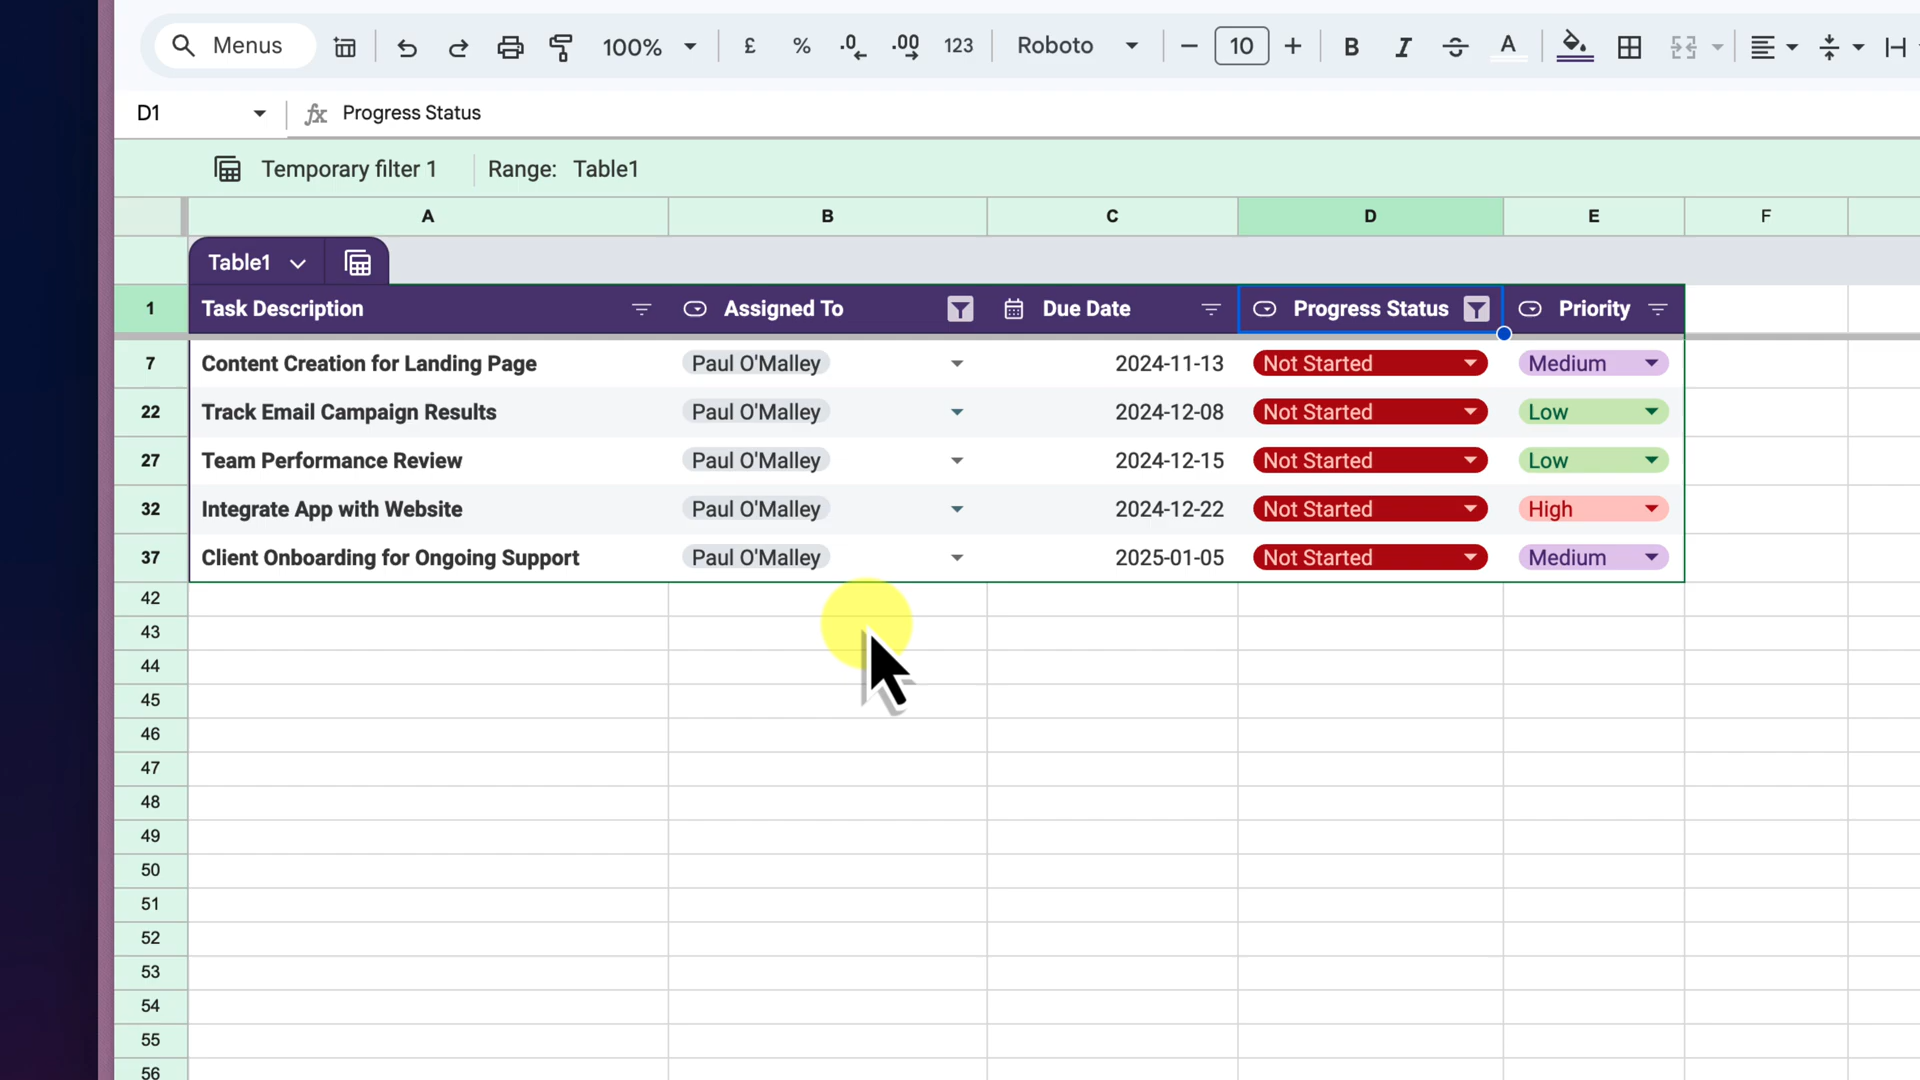 Menus 100% £ % .0 .00 123 Roboto 10 B I S A
D1 fx Progress Status
Temporary filter 1 Range: Table1
A B C D E F
Table1
1 Task Description Assigned To Due Date Progress Status Priority
7 Content Creation for Landing Page Paul O'Malley 2024-11-13 Not Started Medium
22 Track Email Campaign Results Paul O'Malley 2024-12-08 Not Started Low
27 Team Performance Review Paul O'Malley 2024-12-15 Not Started Low
32 Integrate App with Website Paul O'Malley 2024-12-22 Not Started High
37 Client Onboarding for Ongoing Support Paul O'Malley 2025-01-05 Not Started Medium
42
43
44
45
46
47
48
49
50
51
52
53
54
55
56